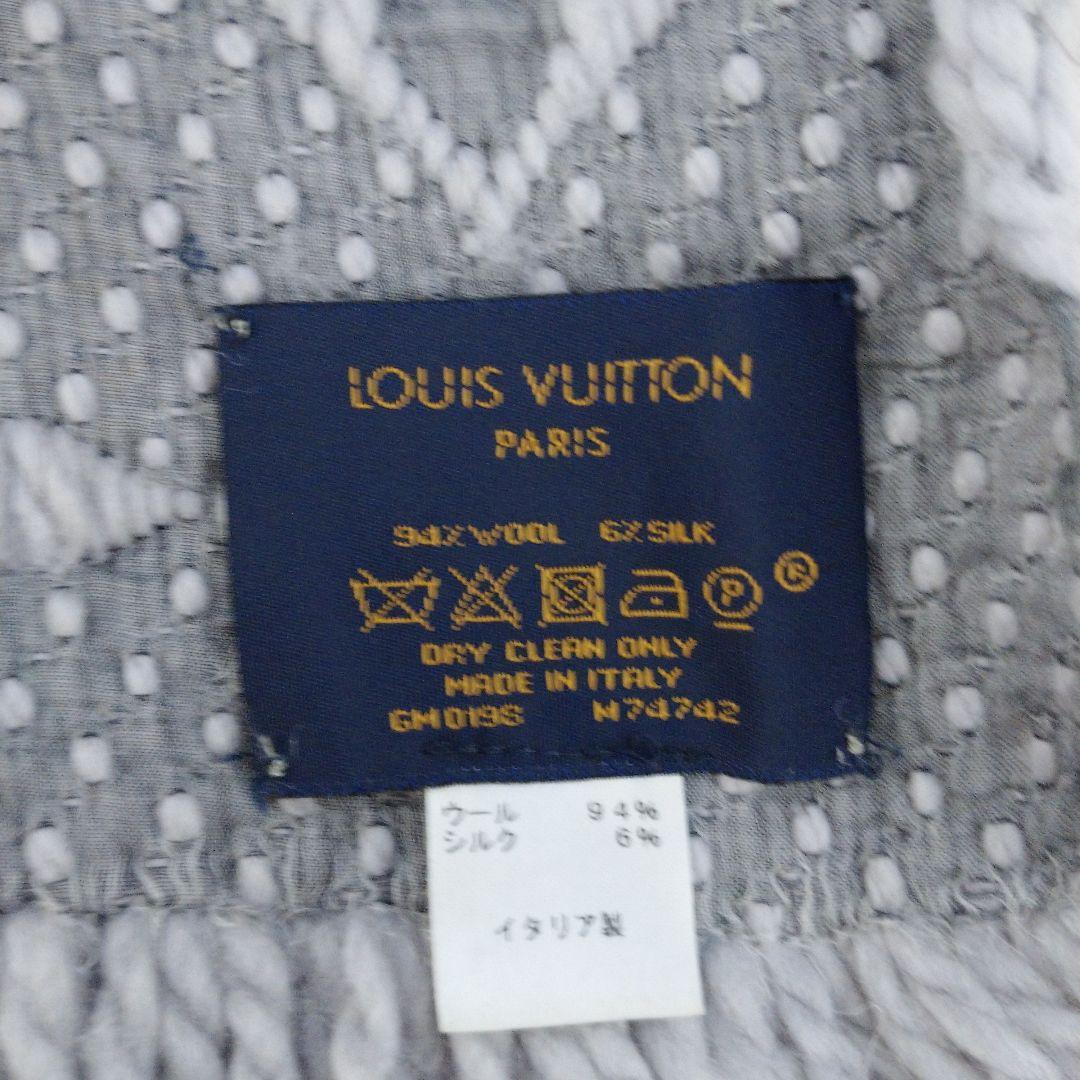 LOUIS VUITTON
PARIS
94% WOOL 6% SILK
P ®
DRY CLEAN ONLY
MADE IN ITALY
GM0198 M74742
ウール 94%
シルク 6%
イタリア製